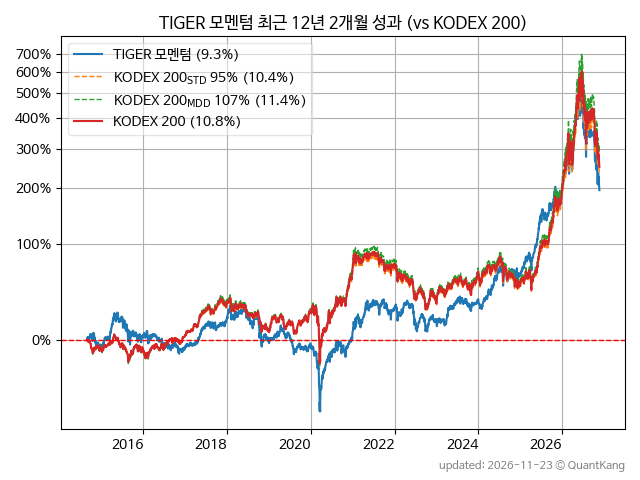 TIGER 모멘텀 최근 12년 2개월 성과 (vs KODEX 200)
TIGER 모멘텀 (9.3%)
KODEX 200STD 95% (10.4%)
KODEX 200MDD 107% (11.4%)
KODEX 200 (10.8%)
700%
600%
500%
400%
300%
200%
100%
0%
2016 2018 2020 2022 2024 2026
updated: 2026-11-23 © QuantKang